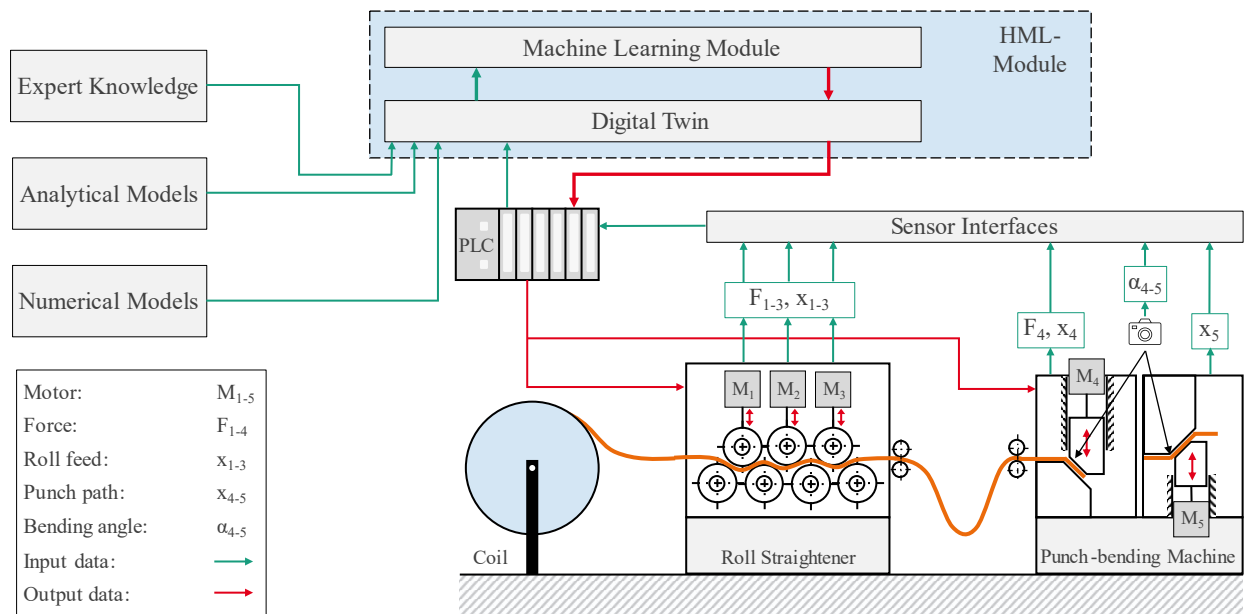 Machine Learning Module
HML-
Module
Expert Knowledge
Digital Twin
Analytical Models
PLC
Sensor Interfaces
Numerical Models
F₁₋₃, x₁₋₃
α₄₋₅
F₄, x₄
x₅
Motor: M₁₋₅
Force: F₁₋₄
Roll feed: x₁₋₃
Punch path: x₄₋₅
Bending angle: α₄₋₅
Input data:
Output data:
M₁ M₂ M₃
M₄
M₅
Coil
Roll Straightener
Punch-bending Machine